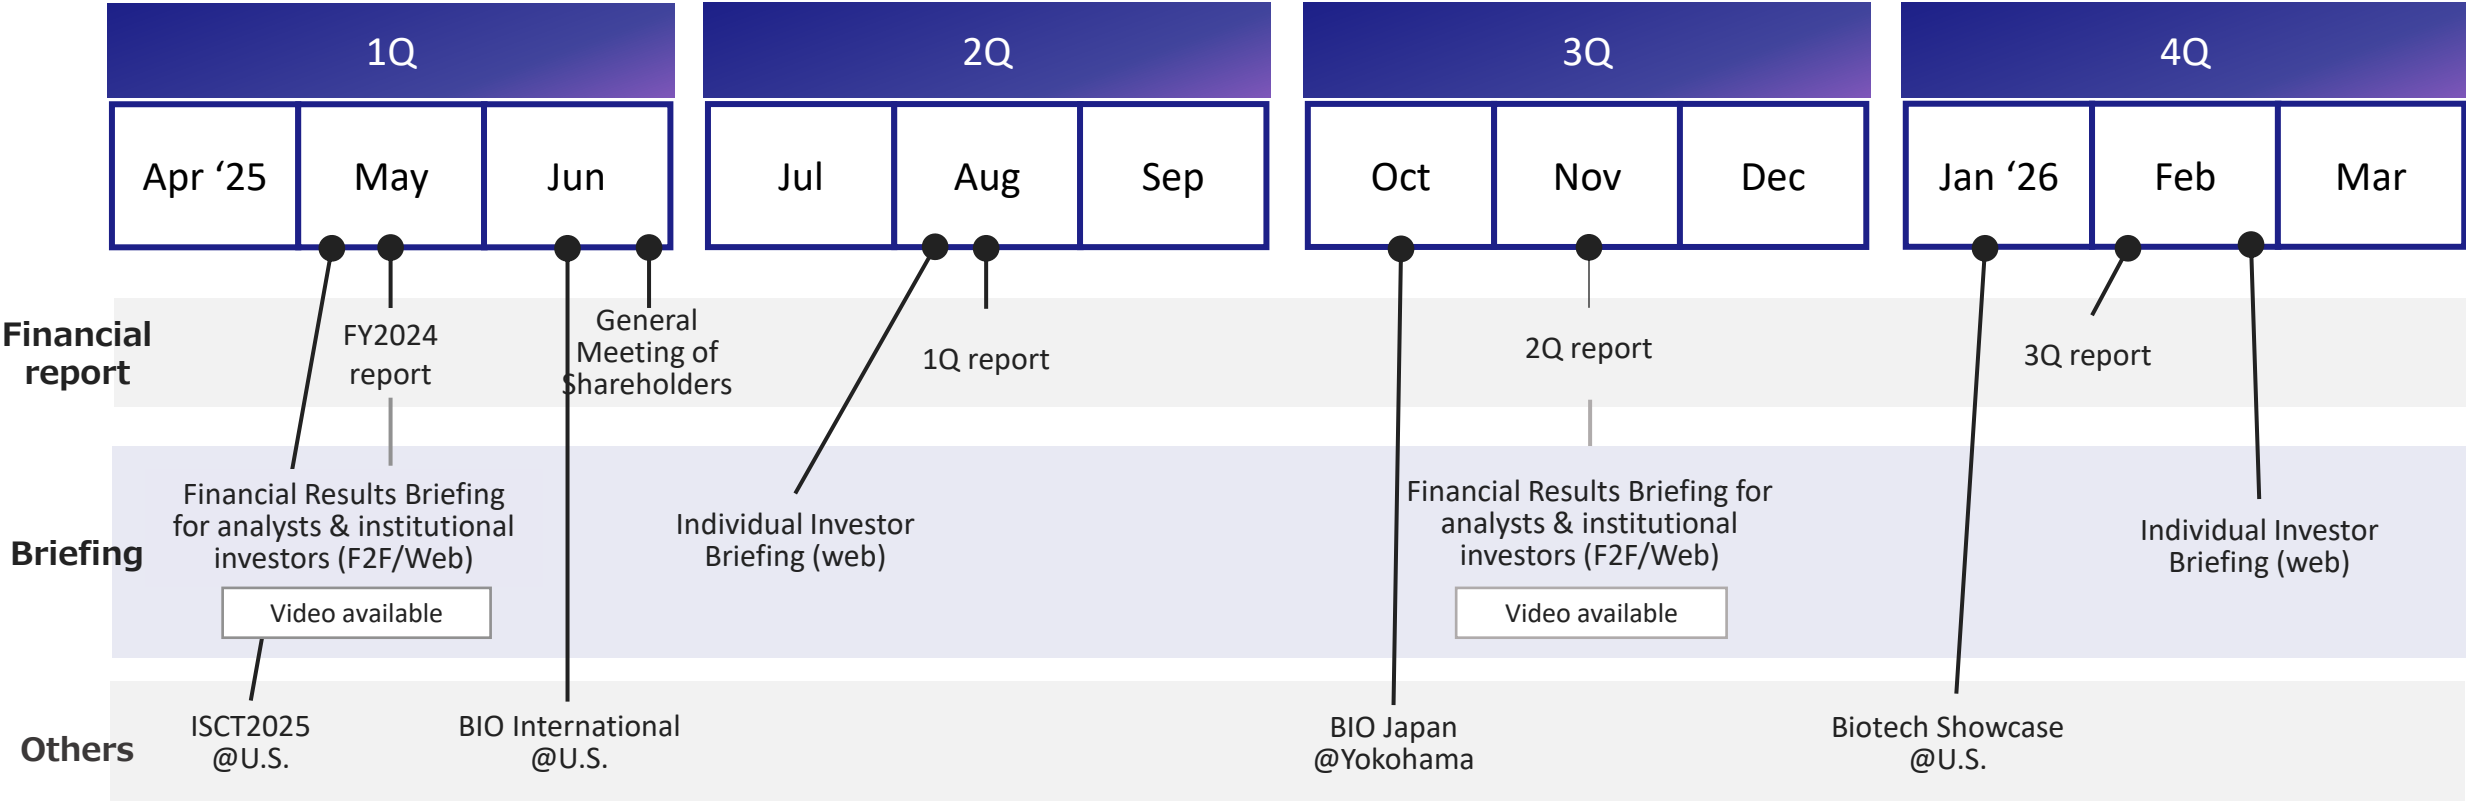 1Q
2Q
3Q
4Q
Apr ‘25
May
Jun
Jul
Aug
Sep
Oct
Nov
Dec
Jan ‘26
Feb
Mar
Financial
report
FY2024
report
General
Meeting of
Shareholders
1Q report
2Q report
3Q report
Briefing
Financial Results Briefing
for analysts & institutional
investors (F2F/Web)
Video available
Individual Investor
Briefing (web)
Financial Results Briefing for
analysts & institutional
investors (F2F/Web)
Video available
Individual Investor
Briefing (web)
Others
ISCT2025
@U.S.
BIO International
@U.S.
BIO Japan
@Yokohama
Biotech Showcase
@U.S.